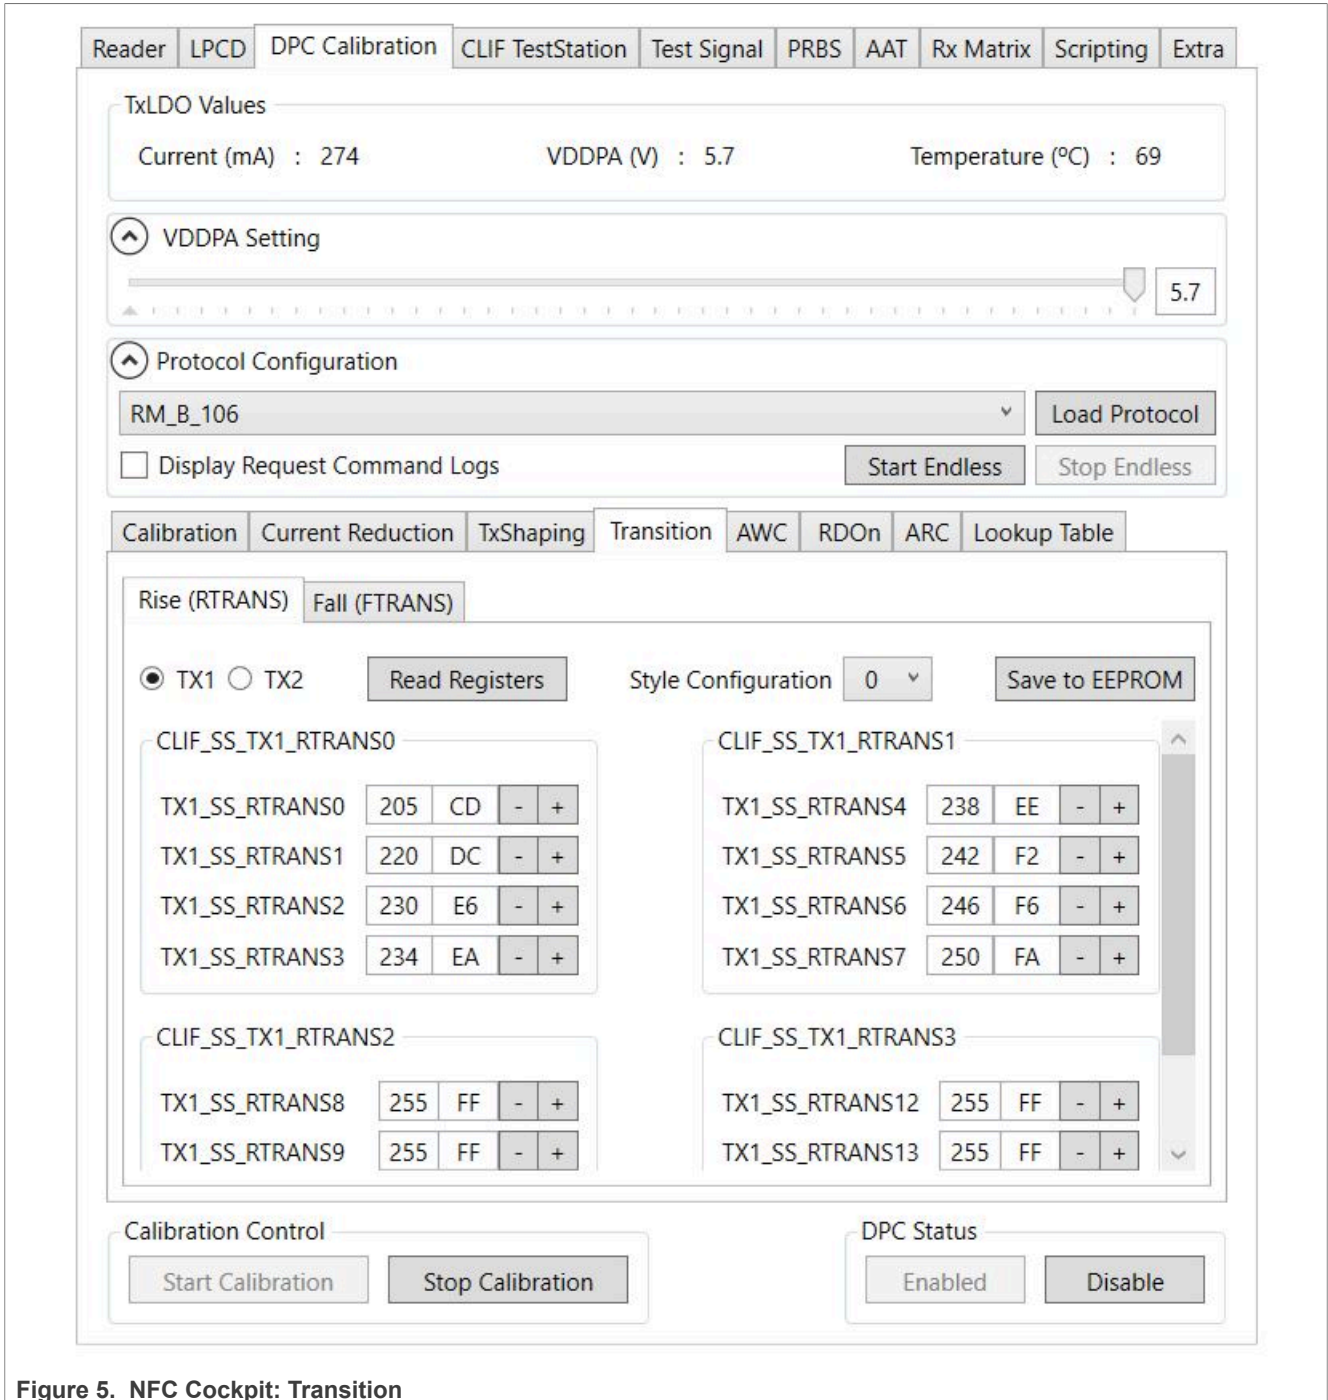 Reader LPCD DPC Calibration CLIF TestStation Test Signal PRBS AAT Rx Matrix Scripting Extra
TxLDO Values
Current (mA) : 274 VDDPA (V) : 5.7 Temperature (ºC) : 69
VDDPA Setting
5.7
Protocol Configuration
RM_B_106 Load Protocol
Display Request Command Logs Start Endless Stop Endless
Calibration Current Reduction TxShaping Transition AWC RDOn ARC Lookup Table
Rise (RTRANS) Fall (FTRANS)
TX1 TX2 Read Registers Style Configuration 0 Save to EEPROM
CLIF_SS_TX1_RTRANS0 CLIF_SS_TX1_RTRANS1
TX1_SS_RTRANS0 205 CD - + TX1_SS_RTRANS4 238 EE - +
TX1_SS_RTRANS1 220 DC - + TX1_SS_RTRANS5 242 F2 - +
TX1_SS_RTRANS2 230 E6 - + TX1_SS_RTRANS6 246 F6 - +
TX1_SS_RTRANS3 234 EA - + TX1_SS_RTRANS7 250 FA - +
CLIF_SS_TX1_RTRANS2 CLIF_SS_TX1_RTRANS3
TX1_SS_RTRANS8 255 FF - + TX1_SS_RTRANS12 255 FF - +
TX1_SS_RTRANS9 255 FF - + TX1_SS_RTRANS13 255 FF - +
Calibration Control DPC Status
Start Calibration Stop Calibration Enabled Disable
Figure 5. NFC Cockpit: Transition